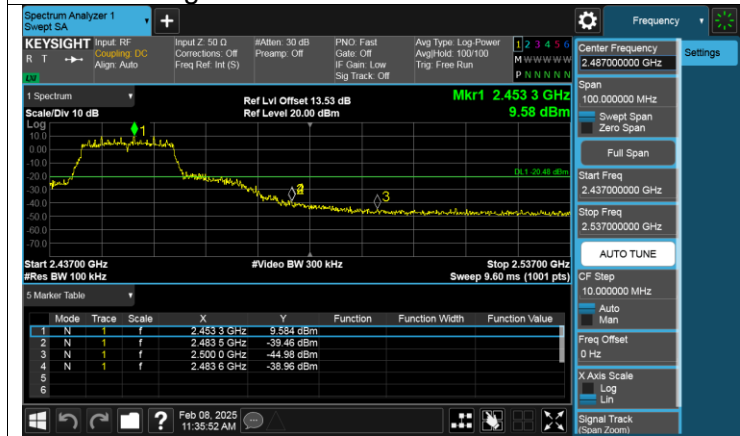 Spectrum Analyzer 1
Swept SA
Frequency
KEYSIGHT Input: RF
R T Coupling: DC
Align: Auto
LXI
Input Z: 50 Ω
Corrections: Off
Freq Ref: Int (S)
#Atten: 30 dB
Preamp: Off
PNO: Fast
Gate: Off
IF Gain: Low
Sig Track: Off
Avg Type: Log-Power
Avg|Hold: 100/100
Trig: Free Run
1 2 3 4 5 6
M W W W W W
P N N N N N
1 Spectrum
Scale/Div 10 dB
Ref Lvl Offset 13.53 dB
Ref Level 20.00 dBm
Mkr1 2.453 3 GHz
9.58 dBm
Log
10.0
0.00
-10.0
-20.0
-30.0
-40.0
-50.0
-60.0
-70.0
1
3
DL1 -20.40 dBm
Start 2.43700 GHz
#Res BW 100 kHz
#Video BW 300 kHz
Stop 2.53700 GHz
Sweep 9.60 ms (1001 pts)
5 Marker Table
Mode Trace Scale X Y Function Function Width Function Value
1 N 1 f 2.453 3 GHz 9.584 dBm
2 N 1 f 2.483 5 GHz -39.46 dBm
3 N 1 f 2.500 0 GHz -44.98 dBm
4 N 1 f 2.483 6 GHz -38.96 dBm
5
6
Feb 08, 2025
11:35:52 AM
Center Frequency
2.487000000 GHz
Settings
Span
100.000000 MHz
Swept Span
Zero Span
Full Span
Start Freq
2.437000000 GHz
Stop Freq
2.537000000 GHz
AUTO TUNE
CF Step
10.000000 MHz
Auto
Man
Freq Offset
0 Hz
X Axis Scale
Log
Lin
Signal Track
(Span Zoom)